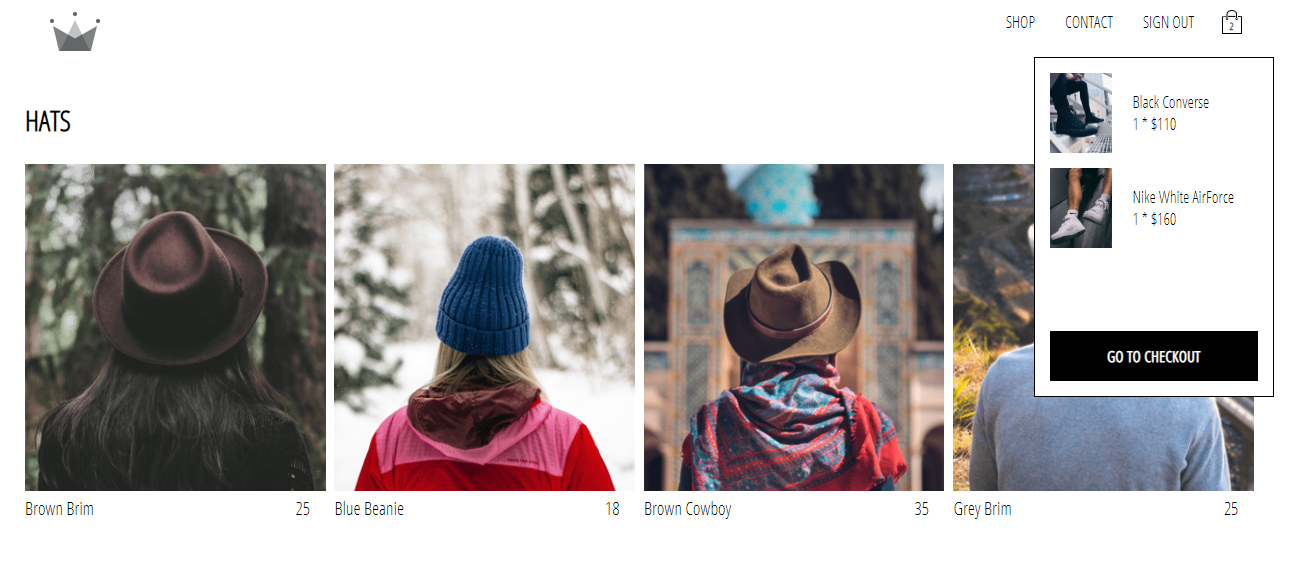 SHOP CONTACT SIGN OUT 2
Black Converse
1 * $110
Nike White AirForce
1 * $160
GO TO CHECKOUT
HATS
Brown Brim 25
Blue Beanie 18
Brown Cowboy 35
Grey Brim 25